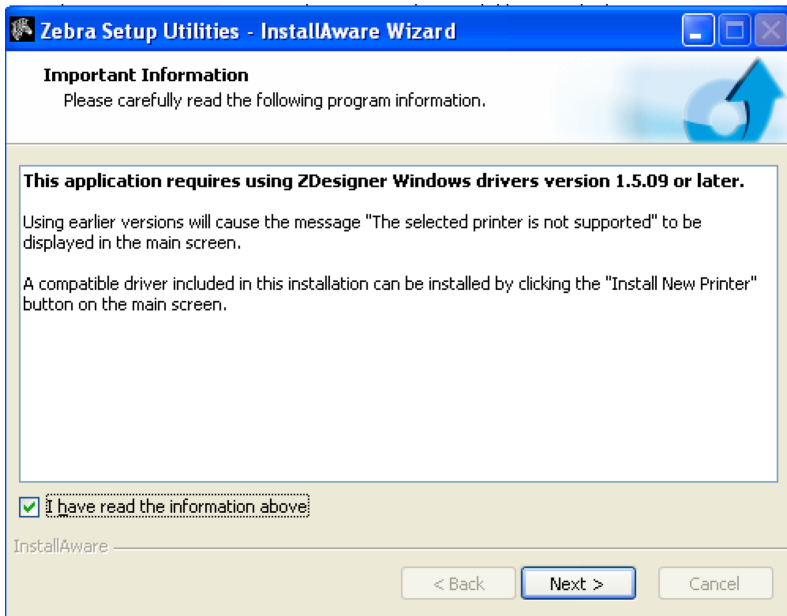 Zebra Setup Utilities - InstallAware Wizard
Important Information
Please carefully read the following program information.
This application requires using ZDesigner Windows drivers version 1.5.09 or later.
Using earlier versions will cause the message "The selected printer is not supported" to be
displayed in the main screen.
A compatible driver included in this installation can be installed by clicking the "Install New Printer"
button on the main screen.
I have read the information above
InstallAware
< Back Next > Cancel